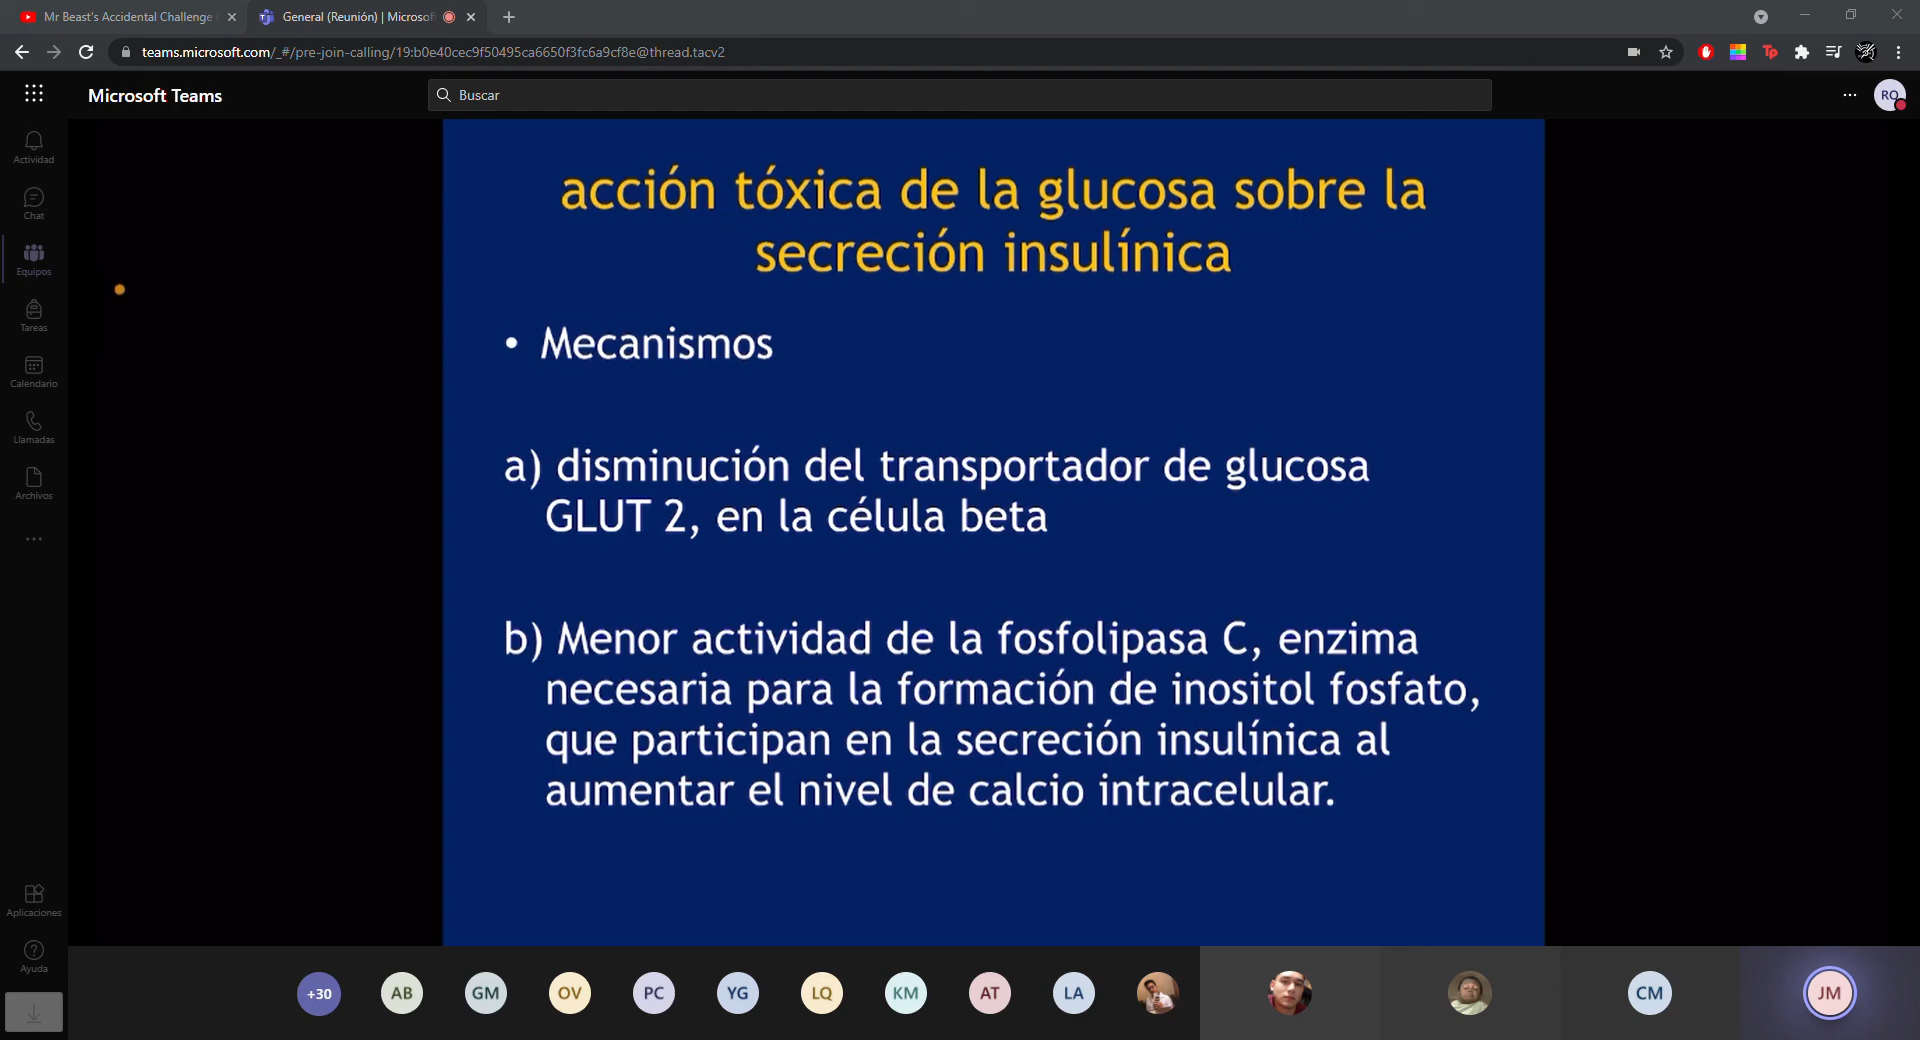 Mr Beast's Accidental Challenge
General (Reunión) | Microsof
teams.microsoft.com/_#/pre-join-calling/19:b0e40cec9f50495ca6650f3fc6a9cf8e@thread.tacv2
Microsoft Teams
Buscar
RO
Actividad
Chat
Equipos
Tareas
Calendario
Llamadas
Archivos
Aplicaciones
Ayuda
acción tóxica de la glucosa sobre la
secreción insulínica
• Mecanismos
a) disminución del transportador de glucosa
GLUT 2, en la célula beta
b) Menor actividad de la fosfolipasa C, enzima
necesaria para la formación de inositol fosfato,
que participan en la secreción insulínica al
aumentar el nivel de calcio intracelular.
+30 AB GM OV PC YG LQ KM AT LA CM JM